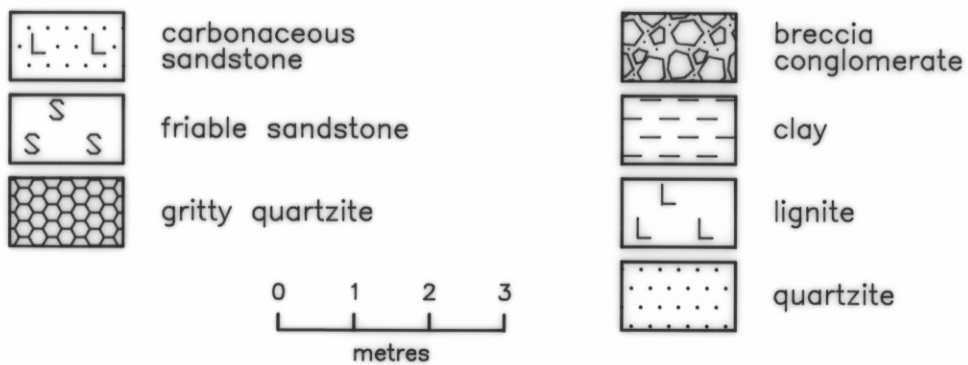 carbonaceous
sandstone
friable sandstone
gritty quartzite
breccia
conglomerate
clay
lignite
quartzite
0 1 2 3
metres